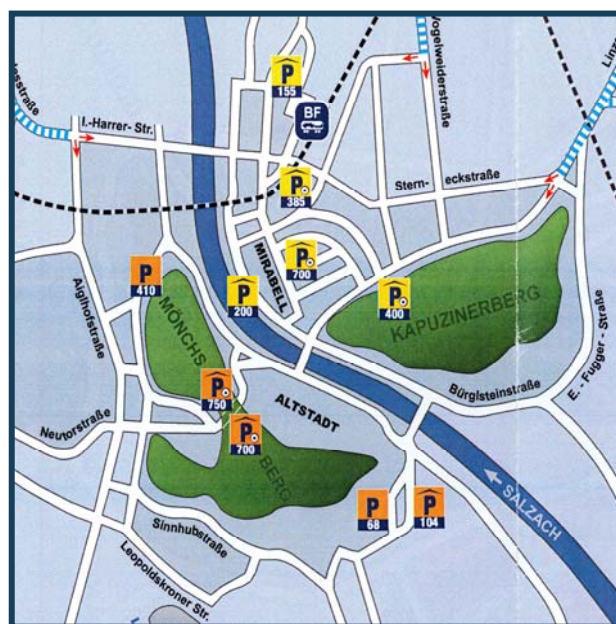 Vogelweiderstraße
P
155
BF
I.-Harrer- Str.
P
385
Stern- eckstraße
MIRABELL
P
700
P
410
P
200
P
400
MÖNCHS
BERG
KAPUZINERBERG
Aiglhofstraße
Bürglsteinstraße
E. - Fugger - Straße
P
750
ALTSTADT
P
700
Neutorstraße
P
68
P
104
SALZACH
Sinnhubstraße
Leopoldskroner Str.